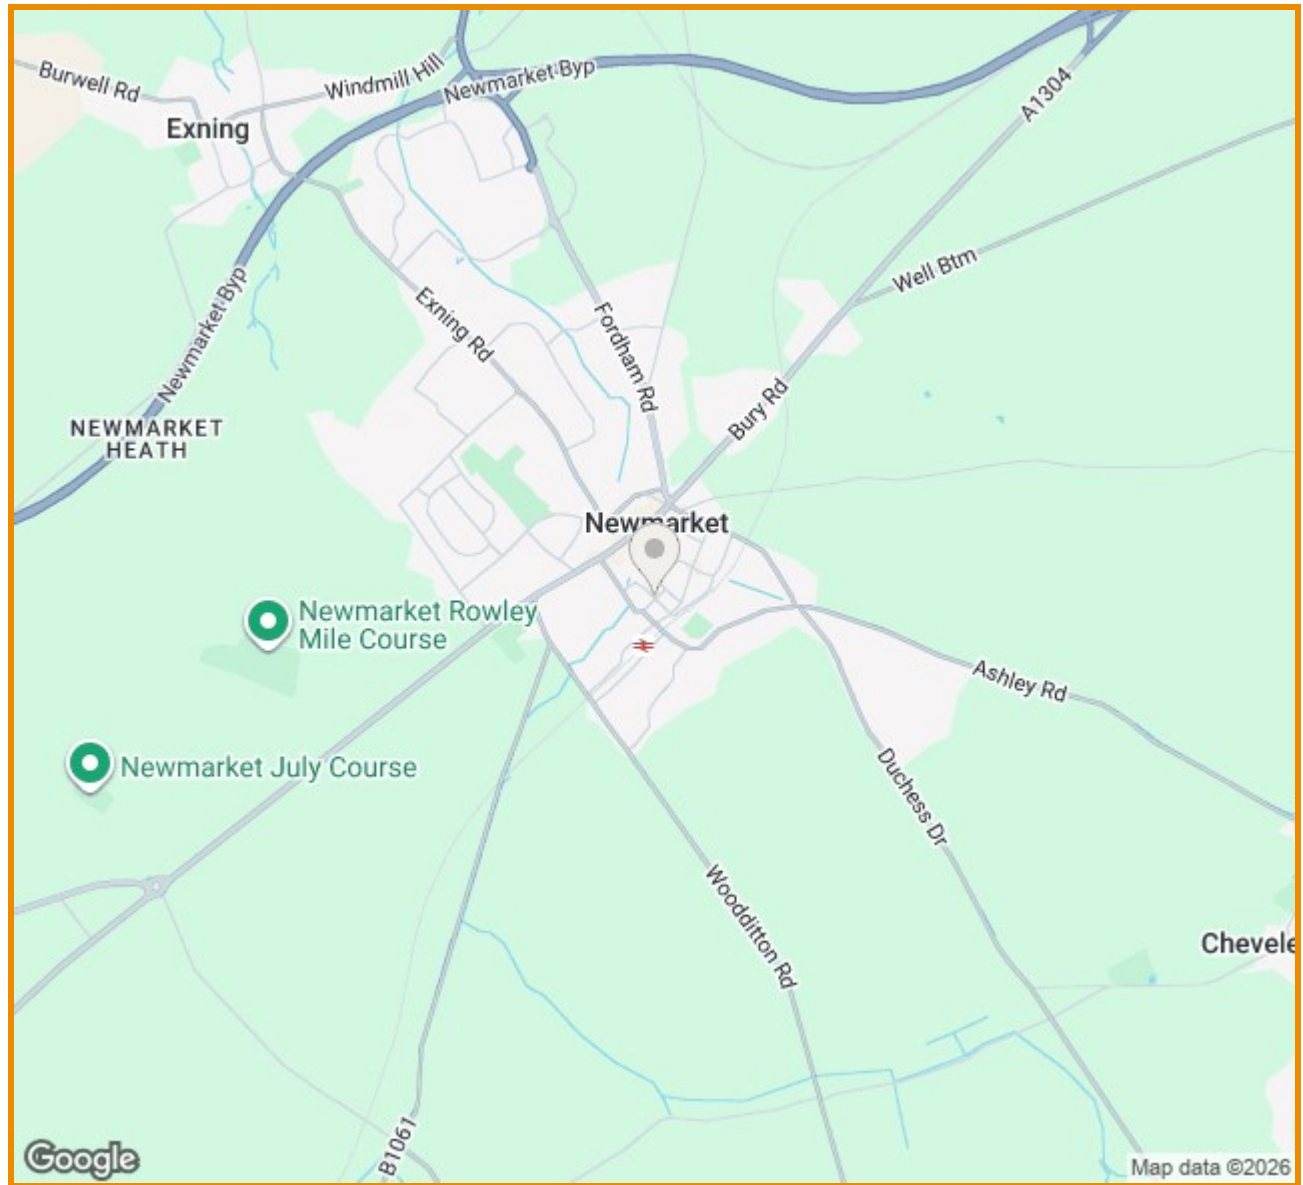 Burwell Rd
Windmill Hill
Newmarket Byp
A1304
Exning
Well Btm
Newmarket Byp
Exning Rd
Fordham Rd
Bury Rd
NEWMARKET
HEATH
Newmarket
Newmarket Rowley
Mile Course
Ashley Rd
Newmarket July Course
Duchess Dr
Woodditton Rd
Chevele
B1061
Google
Map data ©2026